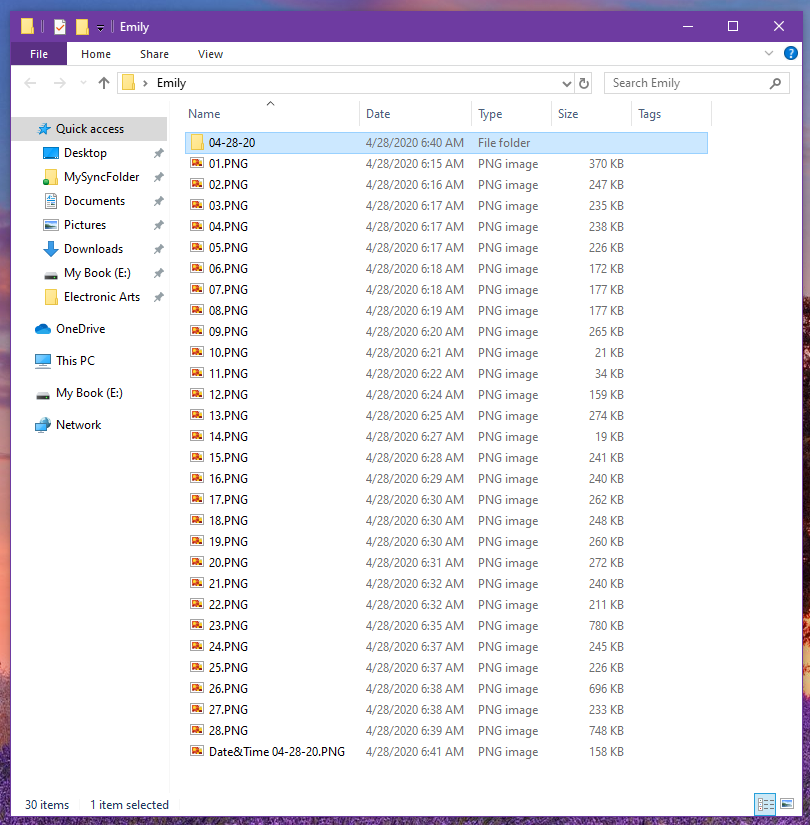 Emily
File Home Share View
Emily Search Emily
Name Date Type Size Tags
Quick access
Desktop
MySyncFolder
Documents
Pictures
Downloads
My Book (E:)
Electronic Arts
OneDrive
This PC
My Book (E:)
Network
04-28-20 4/28/2020 6:40 AM File folder
01.PNG 4/28/2020 6:15 AM PNG image 370 KB
02.PNG 4/28/2020 6:16 AM PNG image 247 KB
03.PNG 4/28/2020 6:17 AM PNG image 235 KB
04.PNG 4/28/2020 6:17 AM PNG image 238 KB
05.PNG 4/28/2020 6:17 AM PNG image 226 KB
06.PNG 4/28/2020 6:18 AM PNG image 172 KB
07.PNG 4/28/2020 6:18 AM PNG image 177 KB
08.PNG 4/28/2020 6:19 AM PNG image 177 KB
09.PNG 4/28/2020 6:20 AM PNG image 265 KB
10.PNG 4/28/2020 6:21 AM PNG image 21 KB
11.PNG 4/28/2020 6:22 AM PNG image 34 KB
12.PNG 4/28/2020 6:24 AM PNG image 159 KB
13.PNG 4/28/2020 6:25 AM PNG image 274 KB
14.PNG 4/28/2020 6:27 AM PNG image 19 KB
15.PNG 4/28/2020 6:28 AM PNG image 241 KB
16.PNG 4/28/2020 6:29 AM PNG image 240 KB
17.PNG 4/28/2020 6:30 AM PNG image 262 KB
18.PNG 4/28/2020 6:30 AM PNG image 248 KB
19.PNG 4/28/2020 6:30 AM PNG image 260 KB
20.PNG 4/28/2020 6:31 AM PNG image 272 KB
21.PNG 4/28/2020 6:32 AM PNG image 240 KB
22.PNG 4/28/2020 6:32 AM PNG image 211 KB
23.PNG 4/28/2020 6:35 AM PNG image 780 KB
24.PNG 4/28/2020 6:37 AM PNG image 245 KB
25.PNG 4/28/2020 6:37 AM PNG image 226 KB
26.PNG 4/28/2020 6:38 AM PNG image 696 KB
27.PNG 4/28/2020 6:38 AM PNG image 233 KB
28.PNG 4/28/2020 6:39 AM PNG image 748 KB
Date&Time 04-28-20.PNG 4/28/2020 6:41 AM PNG image 158 KB
30 items 1 item selected